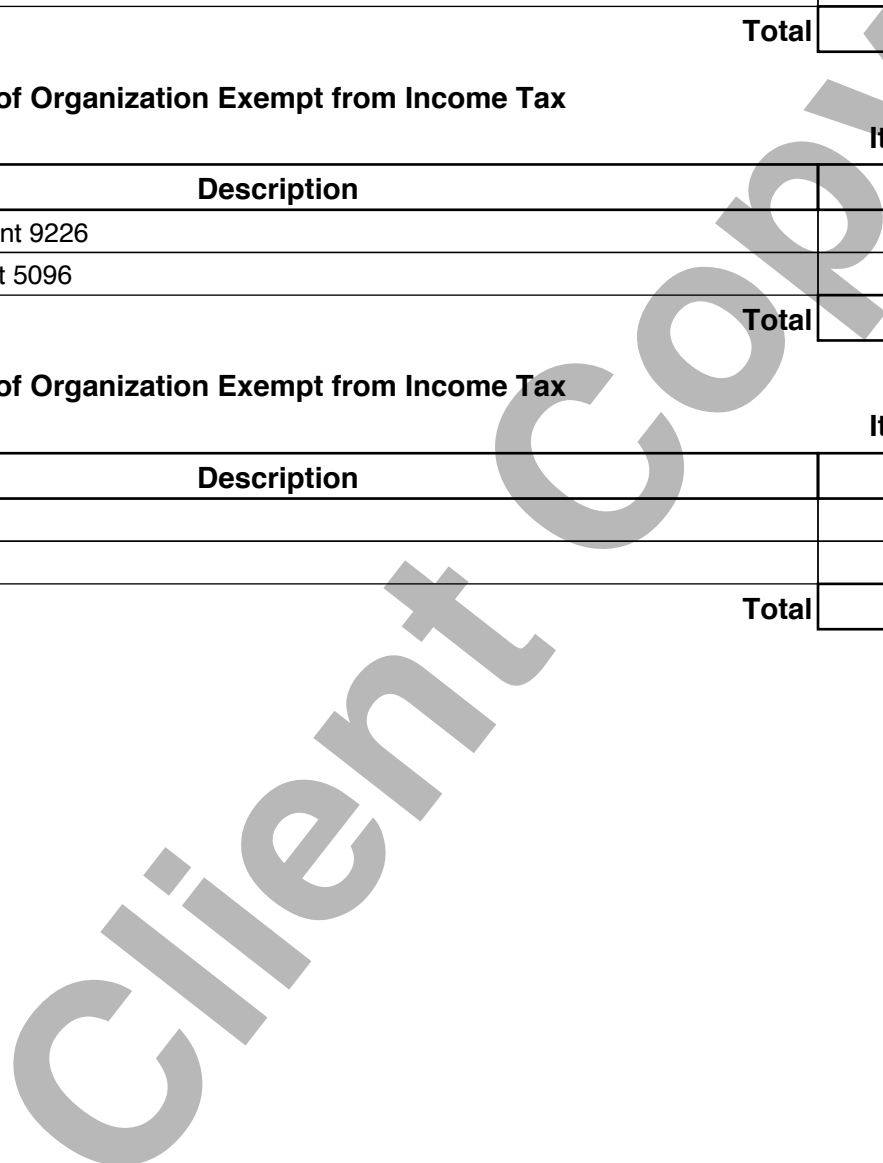 Total
of Organization Exempt from Income Tax
It
Description
nt 9226
t 5096
Total
of Organization Exempt from Income Tax
It
Description
Total
Client Copy